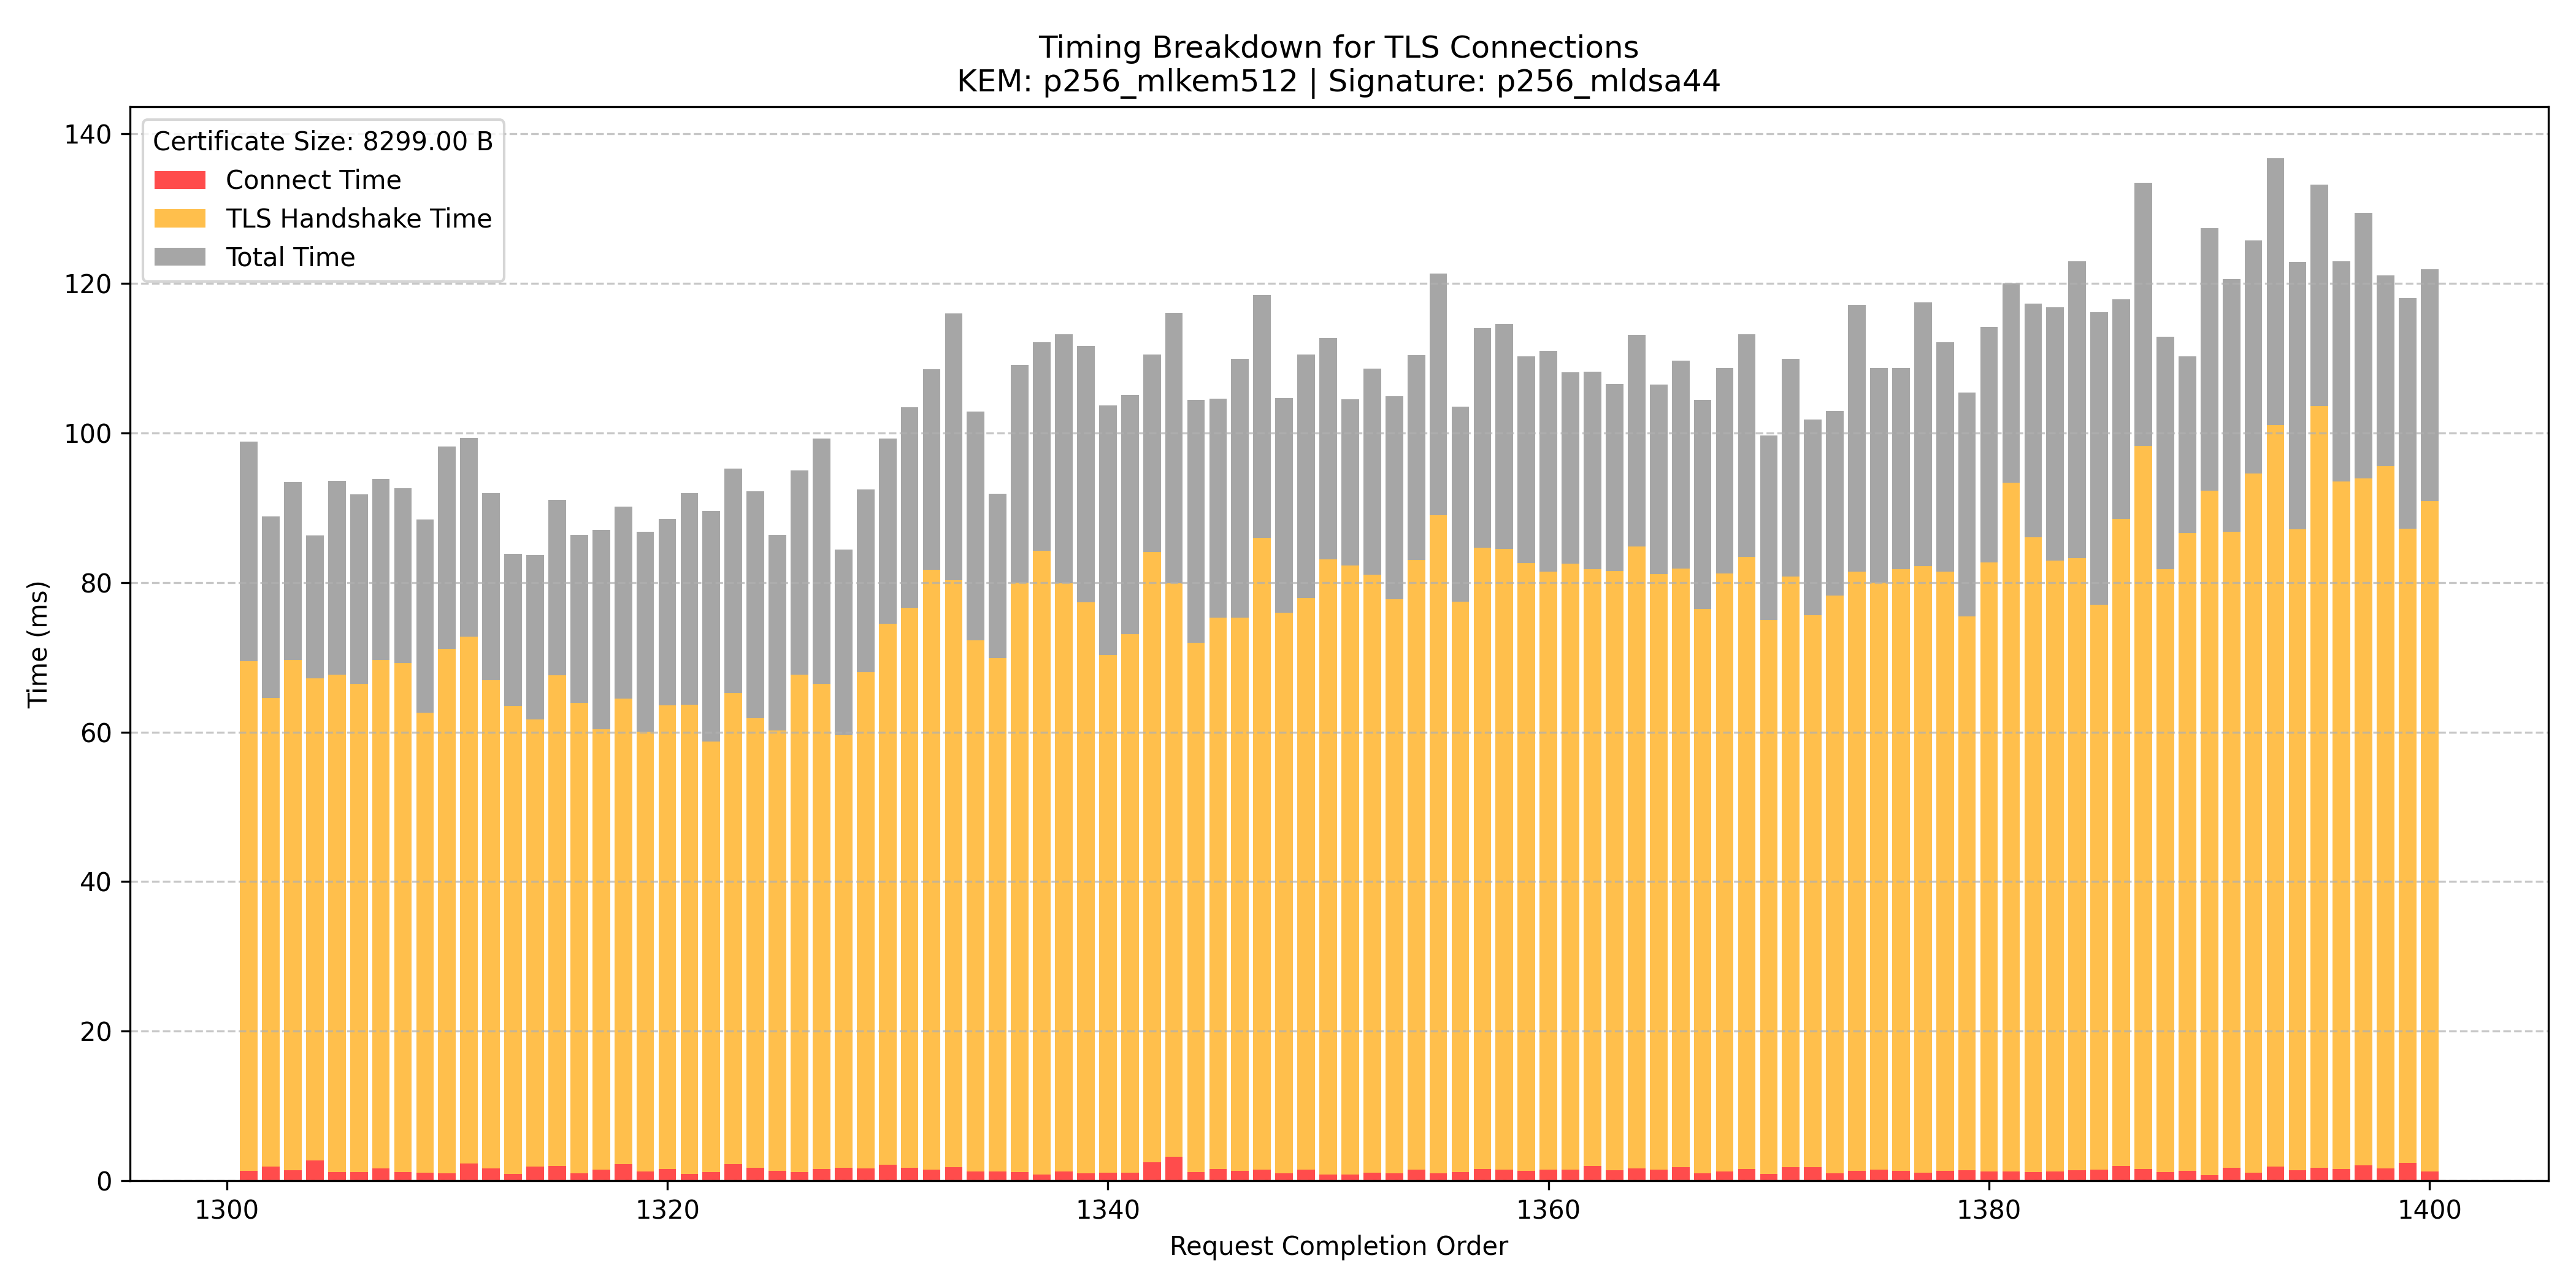 Timing Breakdown for TLS Connections
KEM: p256_mlkem512 | Signature: p256_mldsa44
Certificate Size: 8299.00 B
Connect Time
TLS Handshake Time
Total Time
Time (ms)
140
120
100
80
60
40
20
0
1300 1320 1340 1360 1380 1400
Request Completion Order